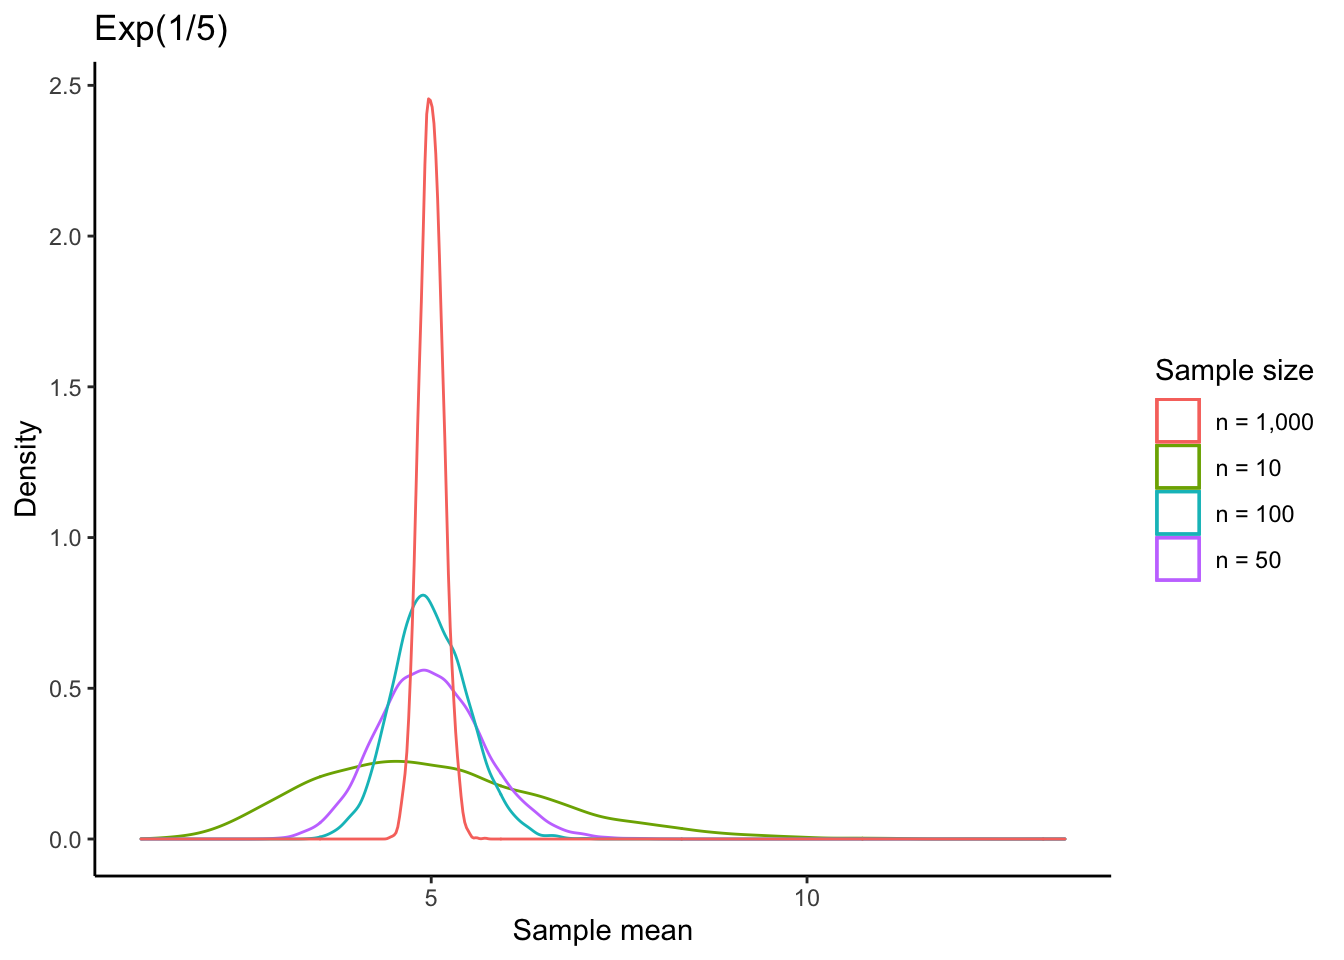 Exp(1/5)
2.5
2.0
1.5
1.0
0.5
0.0
Density
5
10
Sample mean
Sample size
n = 1,000
n = 10
n = 100
n = 50